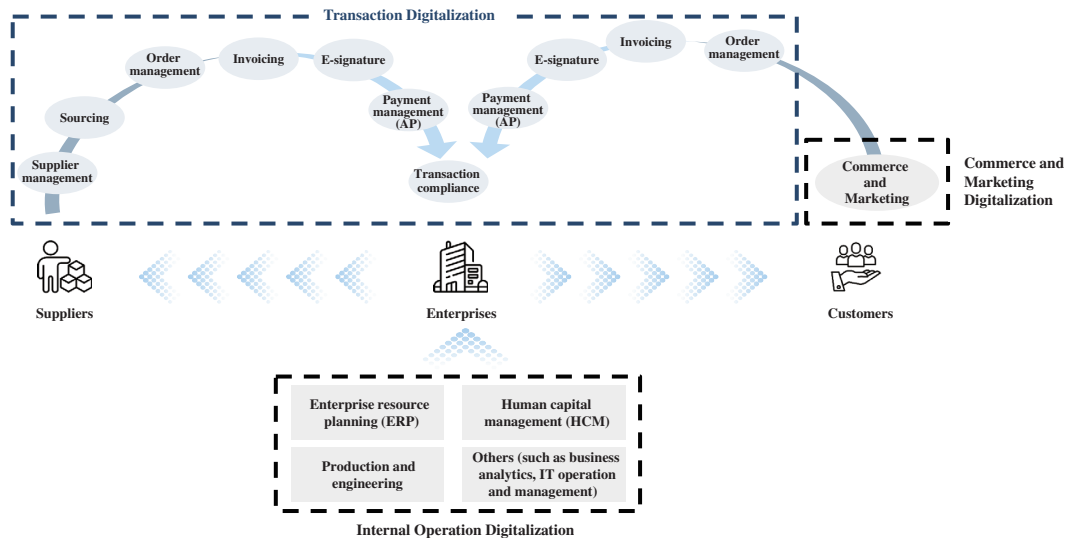 Transaction Digitalization
Order
management
Invoicing
E-signature
E-signature
Invoicing
Order
management
Sourcing
Payment
management
(AP)
Payment
management
(AP)
Supplier
management
Transaction
compliance
Commerce
and
Marketing
Commerce and
Marketing
Digitalization
Suppliers
Enterprises
Customers
Enterprise resource
planning (ERP)
Human capital
management (HCM)
Production and
engineering
Others (such as business
analytics, IT operation
and management)
Internal Operation Digitalization